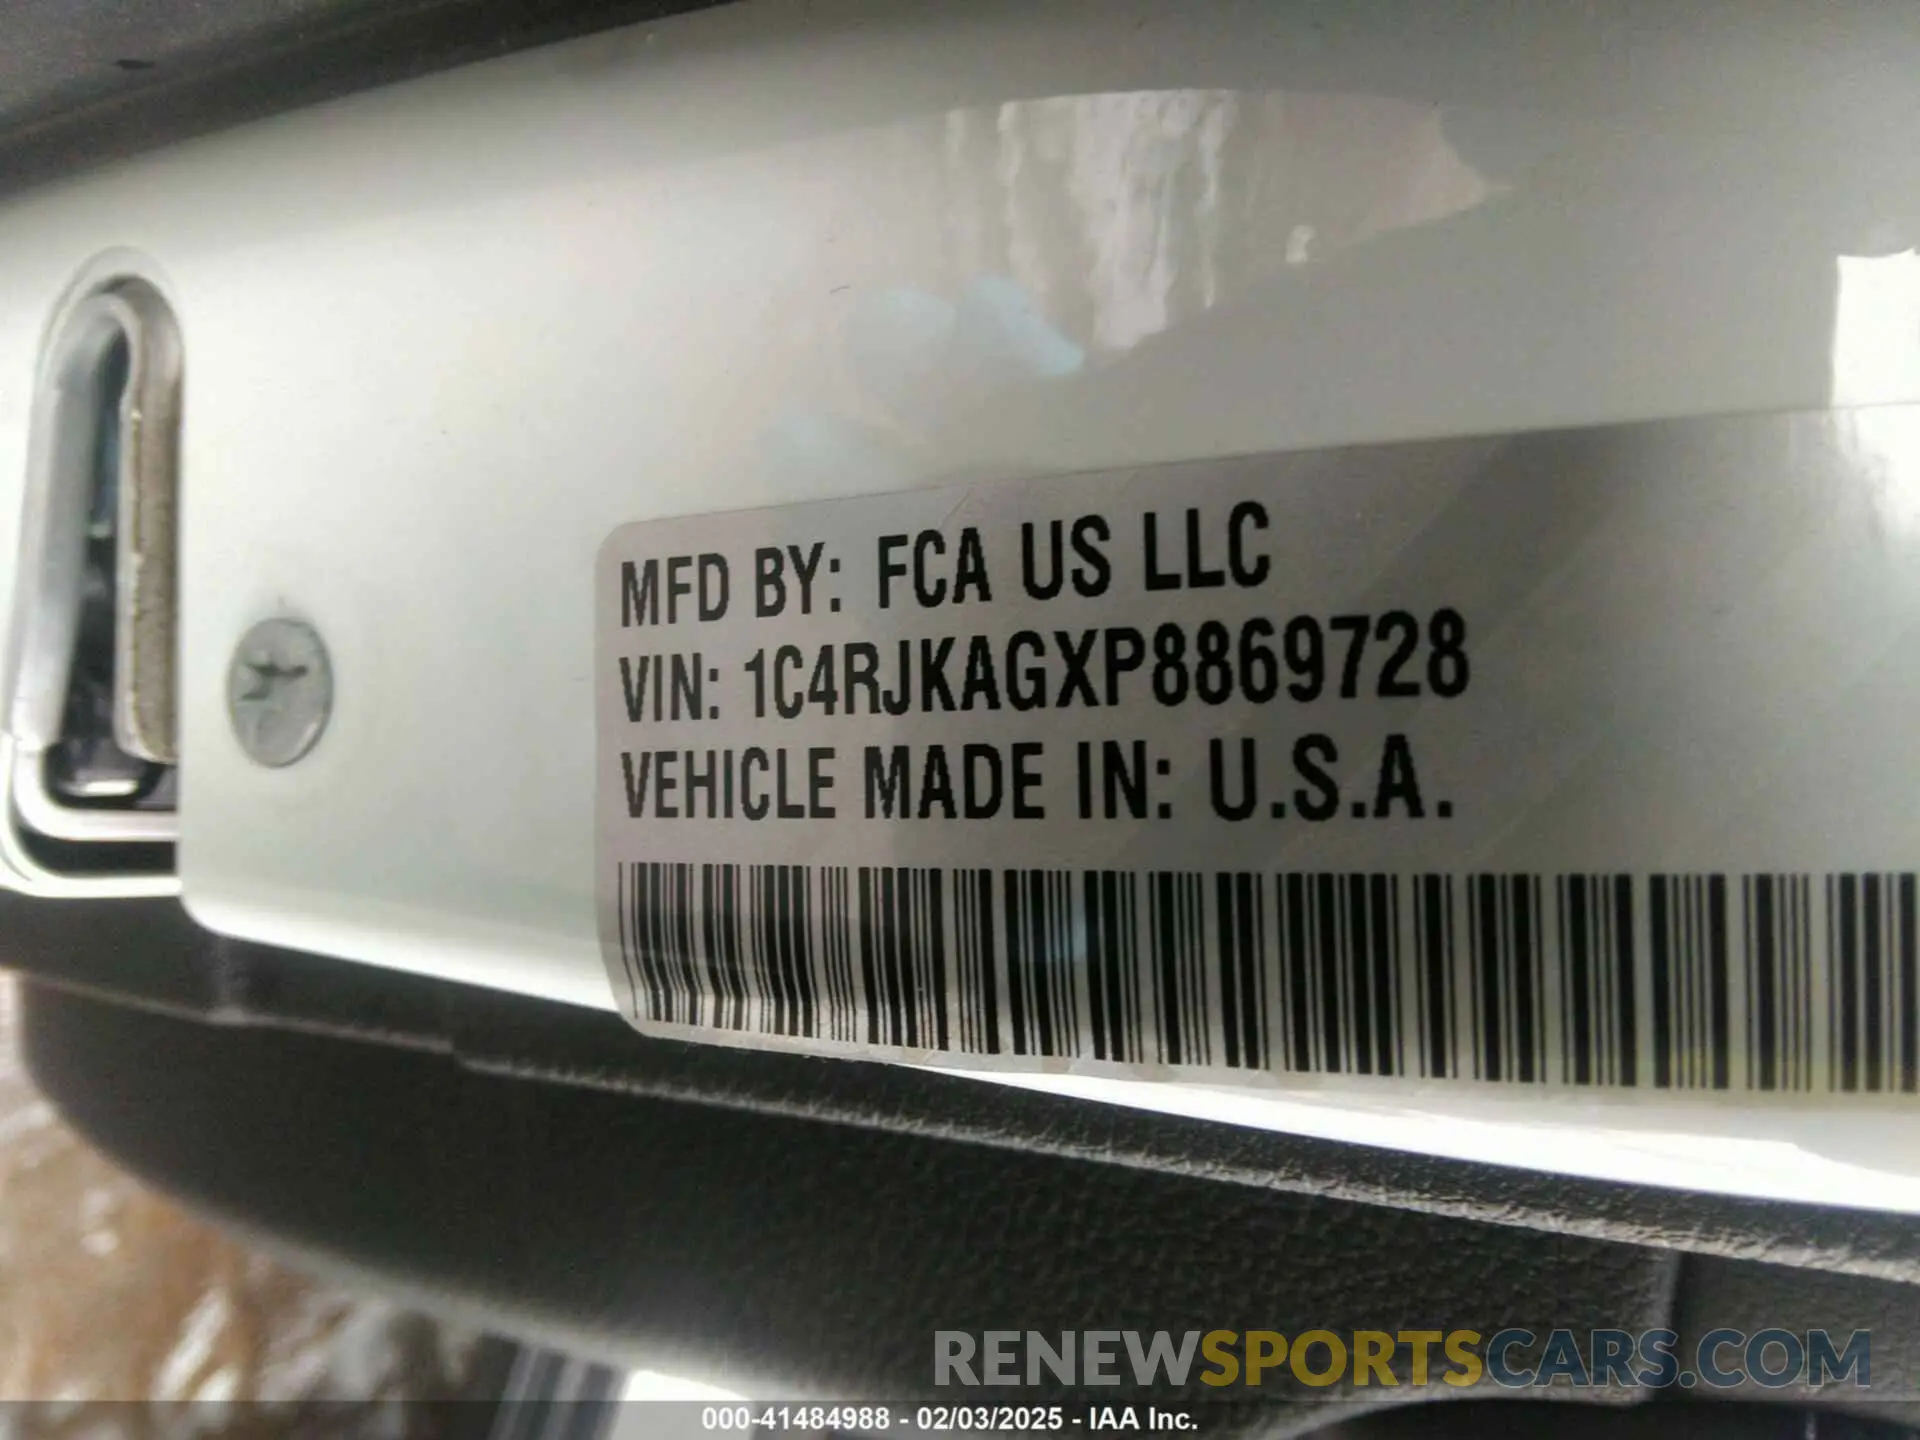 MFD BY: FCA US LLC
VIN: 1C4RJKAGXP8869728
VEHICLE MADE IN: U.S.A.
RENEWSPORTSCARS.COM
000-41484988 - 02/03/2025 - IAA Inc.